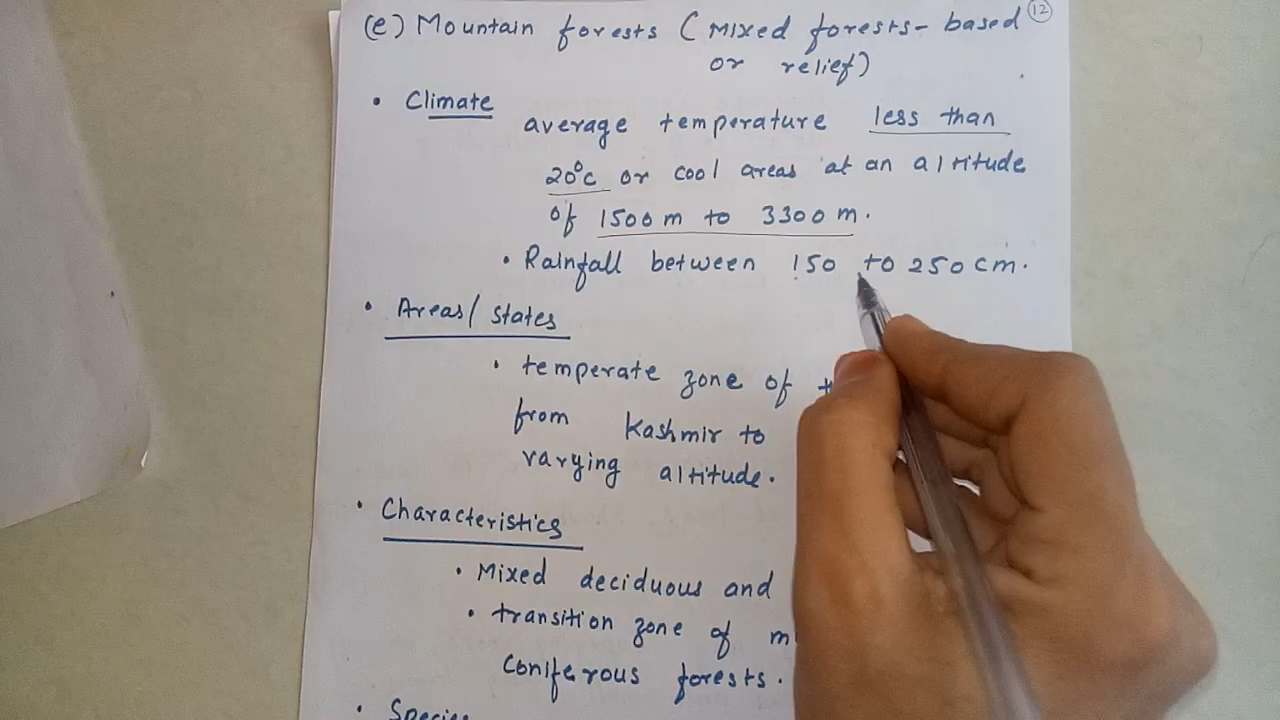 (e) Mountain forests (Mixed forests- based 12
or relief)
• Climate
average temperature less than
20°c or cool areas at an altitude
of 1500m to 3300 m.
• Rainfall between 150 to 250 cm.
• Areas/ states
• temperate zone of
from Kashmir to
varying altitude.
• Characteristics
• Mixed deciduous and
• transition zone of
coniferous forests.
• Species